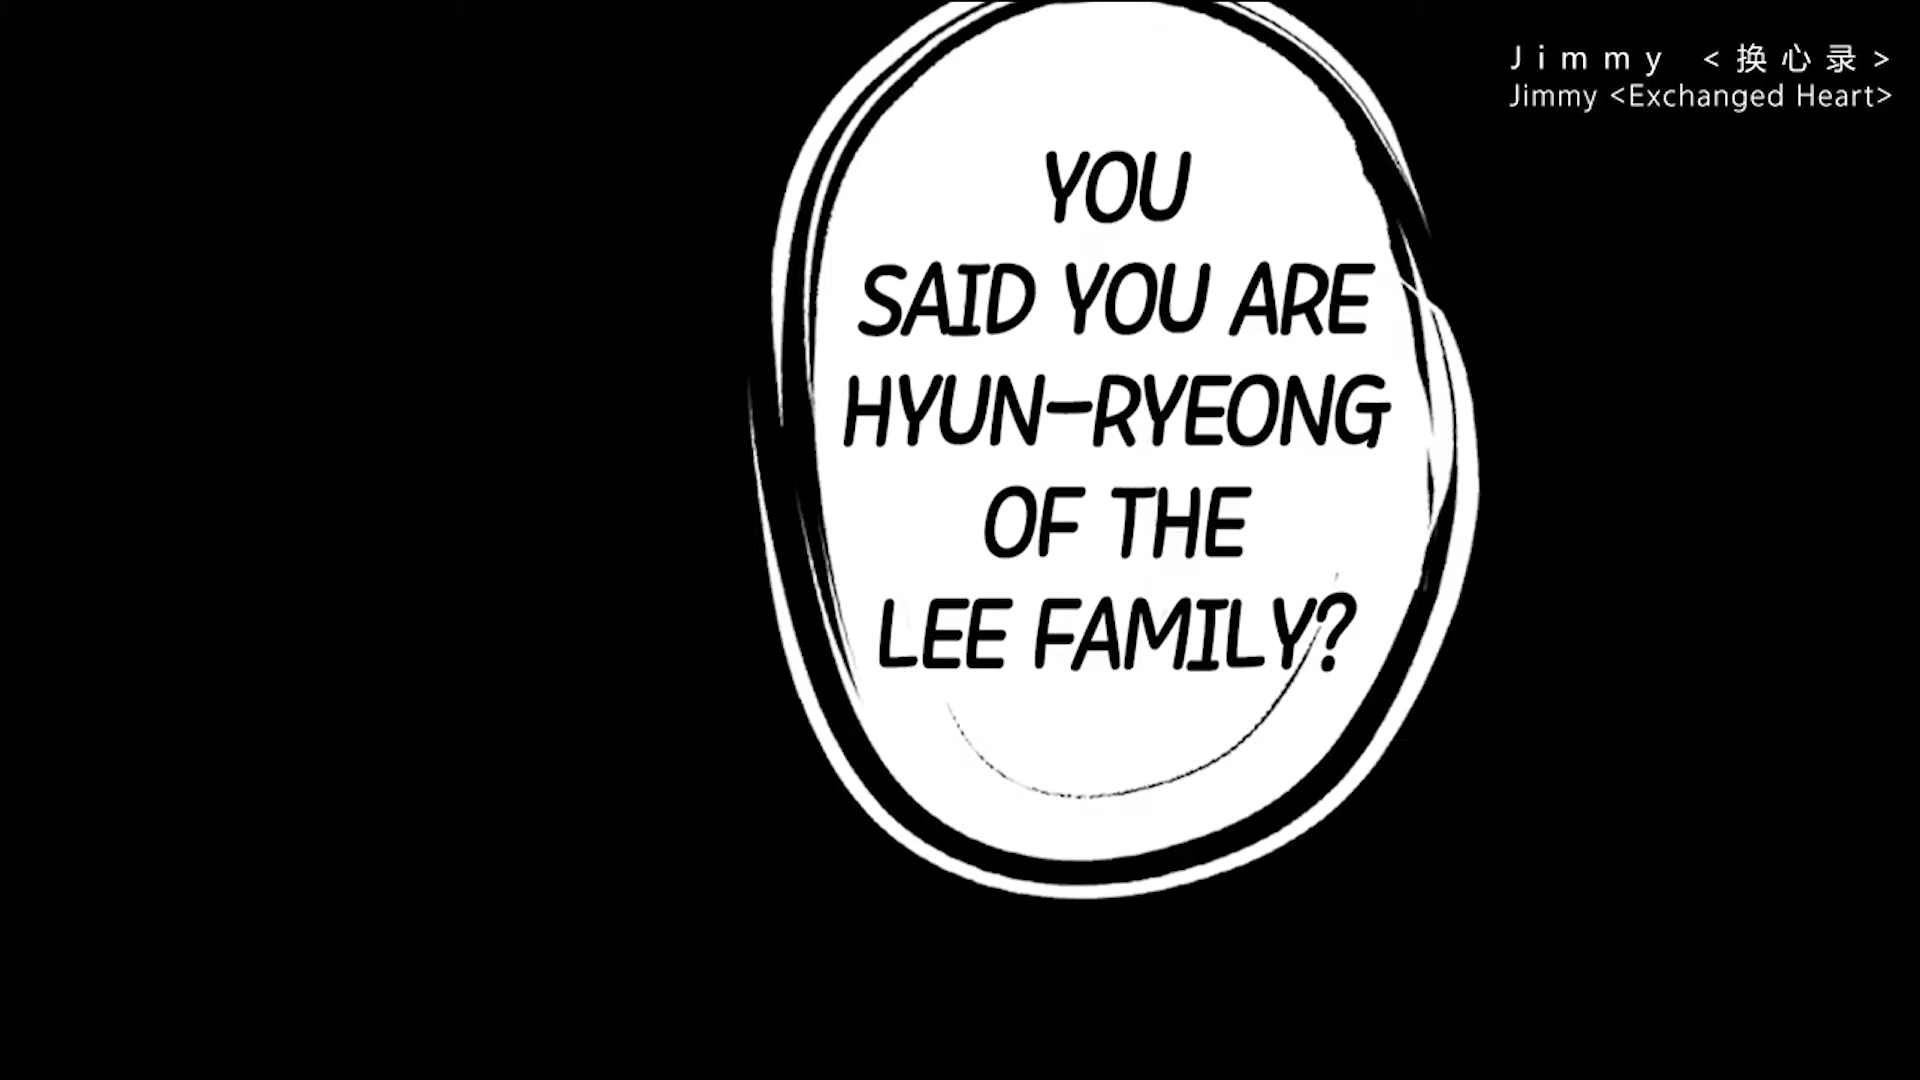 Jimmy <换心录>
Jimmy <Exchanged Heart>
YOU
SAID YOU ARE
HYUN-RYEONG
OF THE
LEE FAMILY?